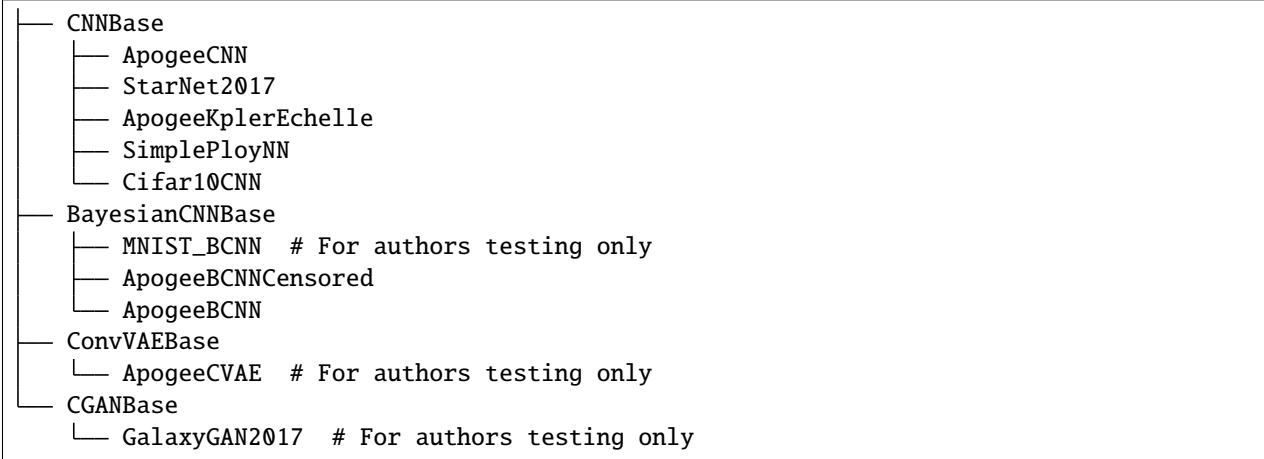 ├── CNNBase
│   ├── ApogeeCNN
│   ├── StarNet2017
│   ├── ApogeeKplerEchelle
│   ├── SimplePloyNN
│   └── Cifar10CNN
├── BayesianCNNBase
│   ├── MNIST_BCNN  # For authors testing only
│   ├── ApogeeBCNNCensored
│   └── ApogeeBCNN
├── ConvVAEBase
│   └── ApogeeCVAE  # For authors testing only
└── CGANBase
    └── GalaxyGAN2017  # For authors testing only